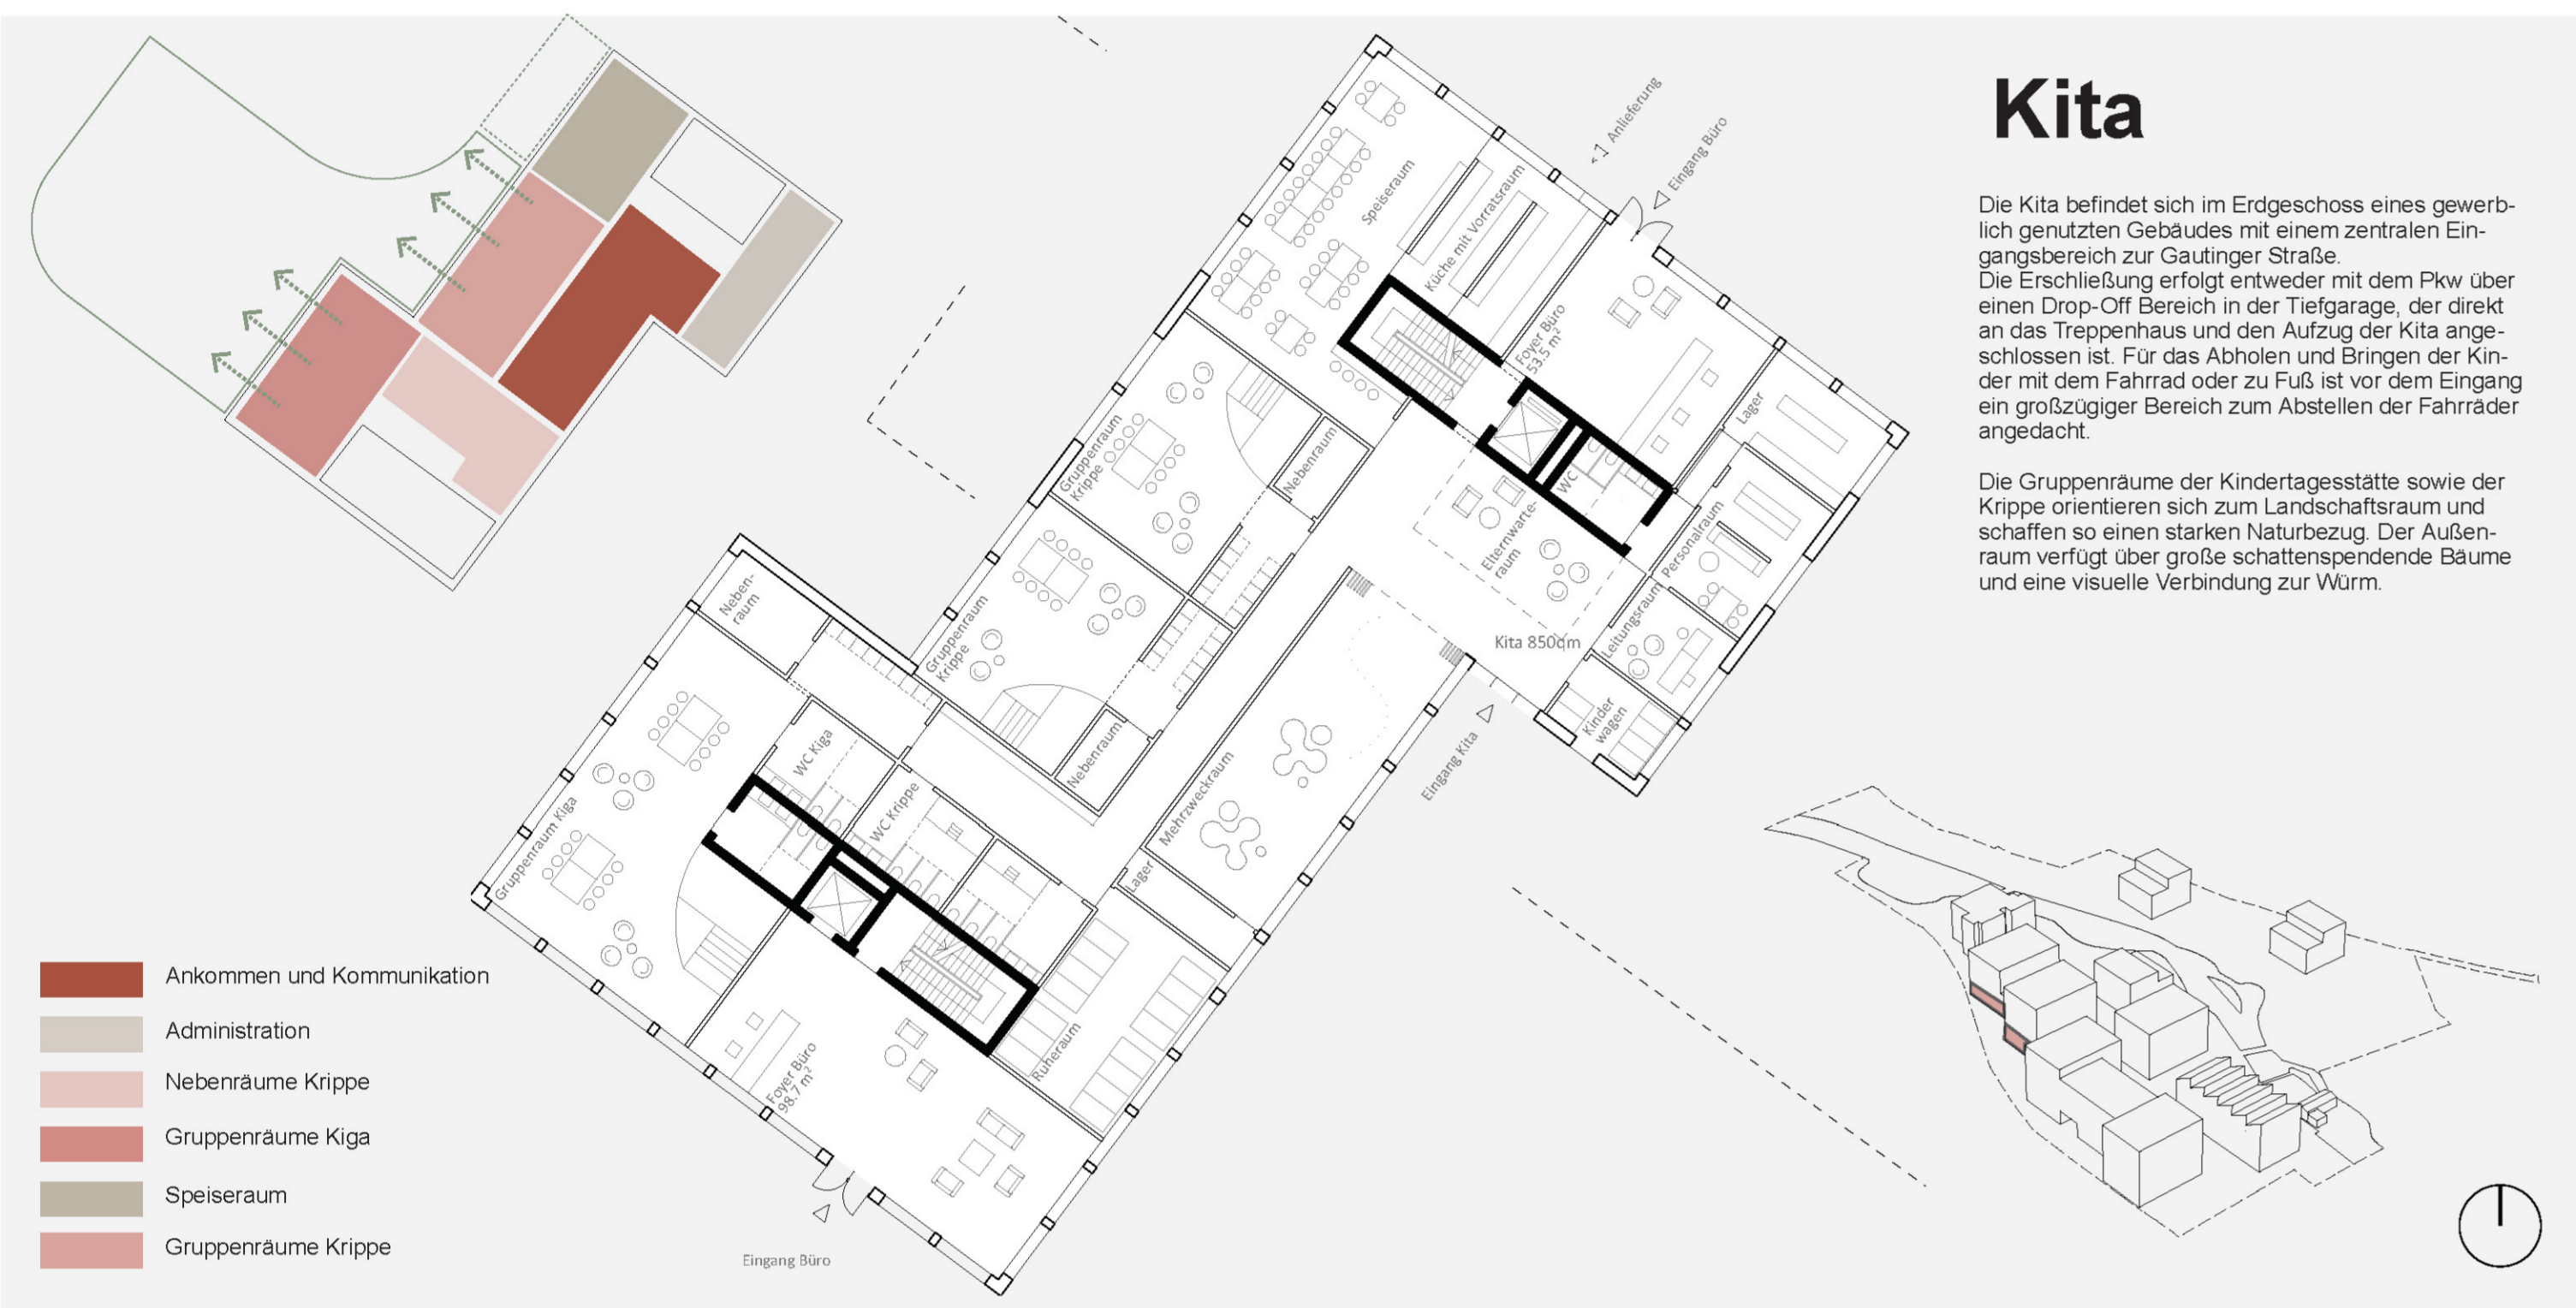 Kita
Die Kita befindet sich im Erdgeschoss eines gewerb-
lich genutzten Gebäudes mit einem zentralen Ein-
gangsbereich zur Gautinger Straße.
Die Erschließung erfolgt entweder mit dem Pkw über
einen Drop-Off Bereich in der Tiefgarage, der direkt
an das Treppenhaus und den Aufzug der Kita ange-
schlossen ist. Für das Abholen und Bringen der Kin-
der mit dem Fahrrad oder zu Fuß ist vor dem Eingang
ein großzügiger Bereich zum Abstellen der Fahrräder
angedacht.
Die Gruppenräume der Kindertagesstätte sowie der
Krippe orientieren sich zum Landschaftsraum und
schaffen so einen starken Naturbezug. Der Außen-
raum verfügt über große schattenspendende Bäume
und eine visuelle Verbindung zur Würm.
Anlieferung
Eingang Büro
Speiseraum
Küche mit Vorratsraum
Foyer Büro
53.5 m²
Lager
Gruppenraum
Krippe
Nebenraum
WC
Elternwarte-
raum
Personalraum
Leitungsraum
Kita 850qm
Kinder
wagen
Eingang Kita
Gruppenraum
Krippe
Nebenraum
Neben-
raum
WC Kiga
WC Krippe
Mehrzweckraum
Lager
Gruppenraum Kiga
Ruheraum
Foyer Büro
98.7 m²
Eingang Büro
Ankommen und Kommunikation
Administration
Nebenräume Krippe
Gruppenräume Kiga
Speiseraum
Gruppenräume Krippe